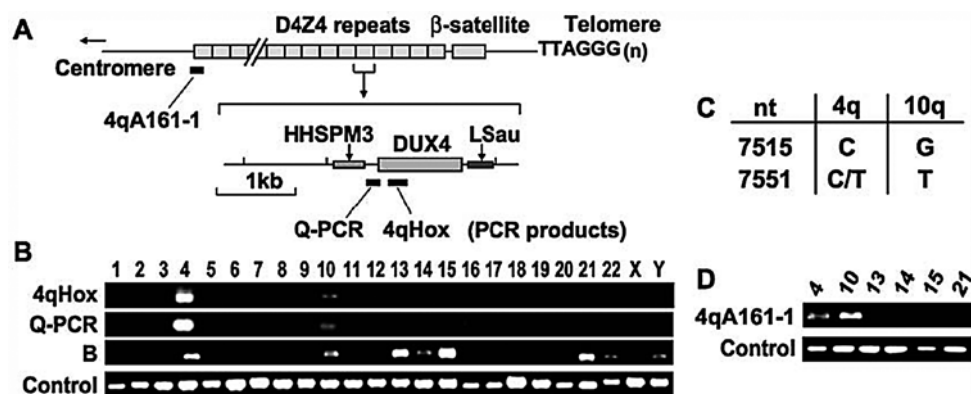 A
D4Z4 repeats β-satellite Telomere
TTAGGG(n)
Centromere
4qA161-1
HHSPM3 DUX4 LSau
1kb
Q-PCR 4qHox (PCR products)
C nt 4q 10q
7515 C G
7551 C/T T
B 1 2 3 4 5 6 7 8 9 10 11 12 13 14 15 16 17 18 19 20 21 22 X Y
4qHox
Q-PCR
B
Control
D 4 10 13 14 15 21
4qA161-1
Control